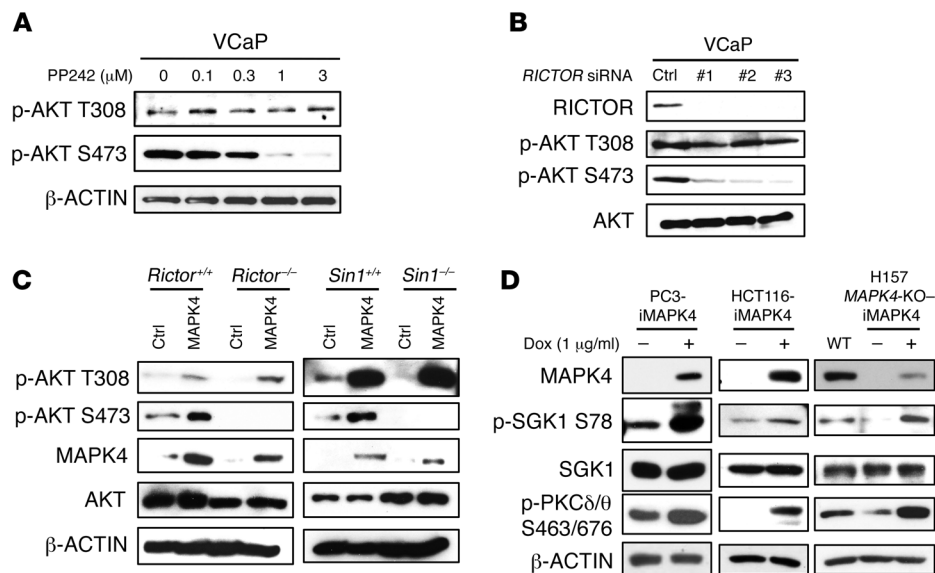 A
VCaP
PP242 (μM) 0 0.1 0.3 1 3
p-AKT T308
p-AKT S473
β-ACTIN
B
VCaP
RICTOR siRNA Ctrl #1 #2 #3
RICTOR
p-AKT T308
p-AKT S473
AKT
C
Rictor+/+ Rictor–/– Sin1+/+ Sin1–/–
Ctrl MAPK4 Ctrl MAPK4 Ctrl MAPK4 Ctrl MAPK4
p-AKT T308
p-AKT S473
MAPK4
AKT
β-ACTIN
D
PC3-
iMAPK4
HCT116-
iMAPK4
H157
MAPK4-KO–
iMAPK4
Dox (1 μg/ml) – + – + WT – +
MAPK4
p-SGK1 S78
SGK1
p-PKCδ/θ
S463/676
β-ACTIN